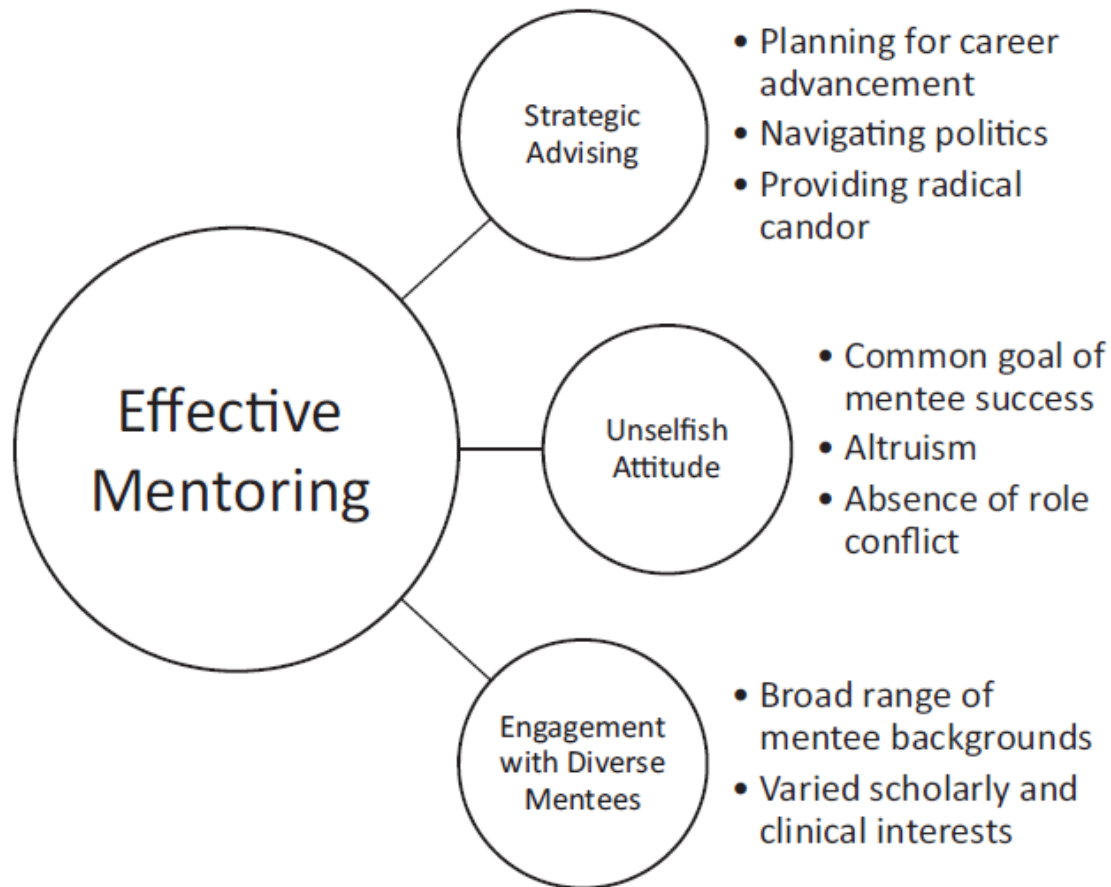 Effective
Mentoring
Strategic
Advising
• Planning for career
advancement
• Navigating politics
• Providing radical
candor
Unselfish
Attitude
• Common goal of
mentee success
• Altruism
• Absence of role
conflict
Engagement
with Diverse
Mentees
• Broad range of
mentee backgrounds
• Varied scholarly and
clinical interests